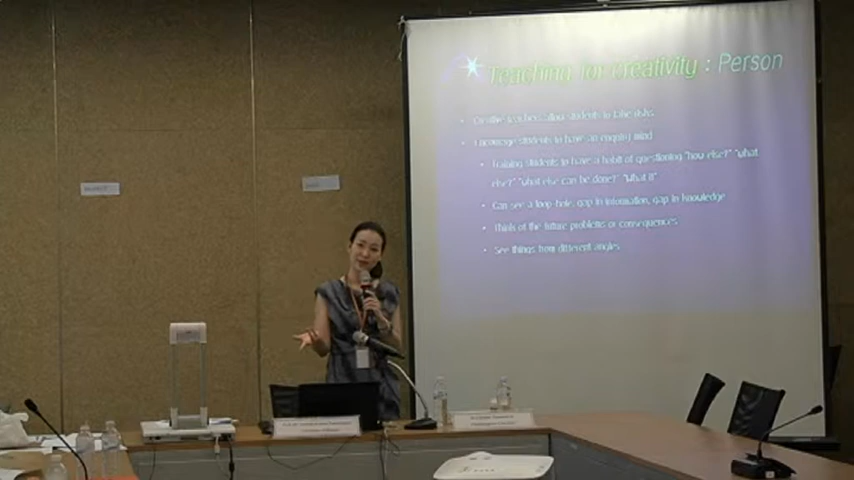 Teaching for creativity : Person
• Creative teachers allow students to take risks
• Encourage students to have an enquiry mind
• Training students to have a habit of questioning "how else?" "what
else?" "what else can be done?" "what if"
• Can see a loop-hole, gap in information, gap in knowledge
• Think of the future problems or consequences
• See things from different angles